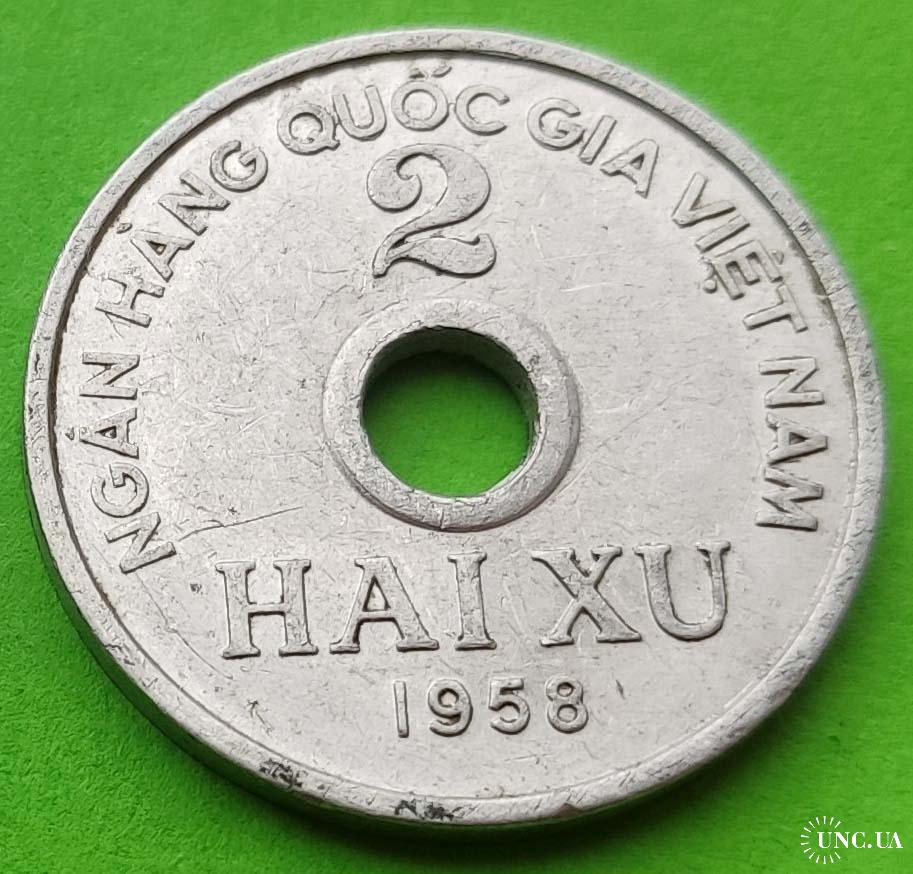 NGÂN HÀNG QUỐC GIA VIỆT NAM
2
HAI XU
1958
UNC.UA